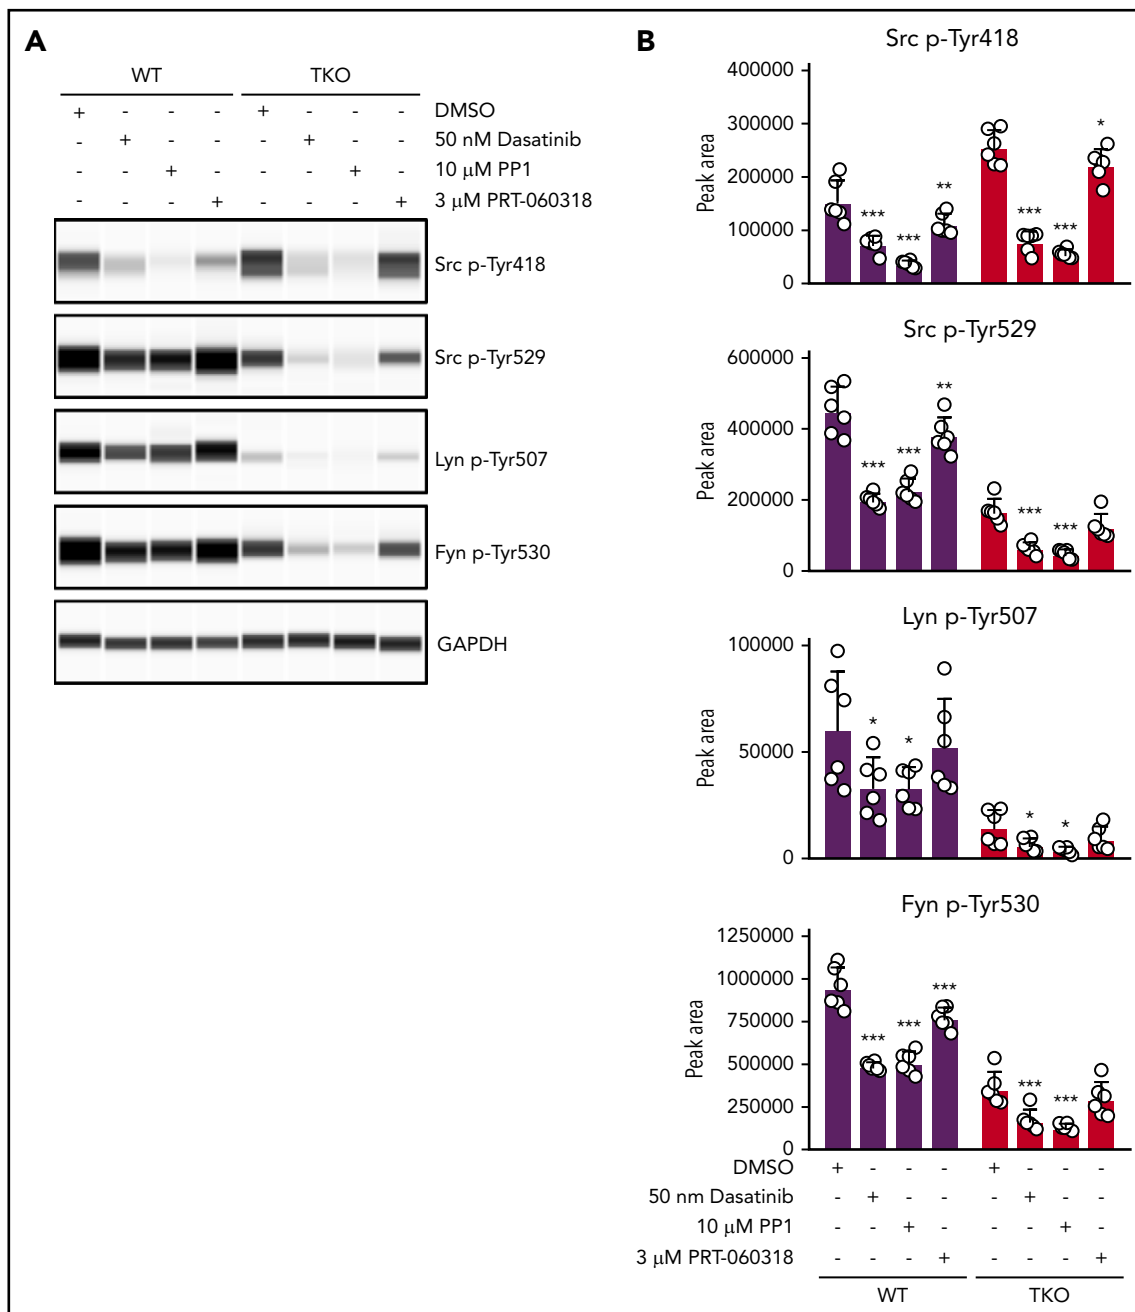 A
WT TKO
+ - - - + - - - DMSO
- + - - - + - - 50 nM Dasatinib
- - + - - - + - 10 μM PP1
- - - + - - - + 3 μM PRT-060318
Src p-Tyr418
Src p-Tyr529
Lyn p-Tyr507
Fyn p-Tyr530
GAPDH
B
Src p-Tyr418
Peak area
400000
300000
200000
100000
0
*** *** ** *** *** *
Src p-Tyr529
Peak area
600000
400000
200000
0
*** *** ** *** ***
Lyn p-Tyr507
Peak area
100000
50000
0
* * * *
Fyn p-Tyr530
Peak area
1250000
1000000
750000
500000
250000
0
*** *** *** *** ***
DMSO + - - - + - - -
50 nm Dasatinib - + - - - + - -
10 μM PP1 - - + - - - + -
3 μM PRT-060318 - - - + - - - +
WT TKO